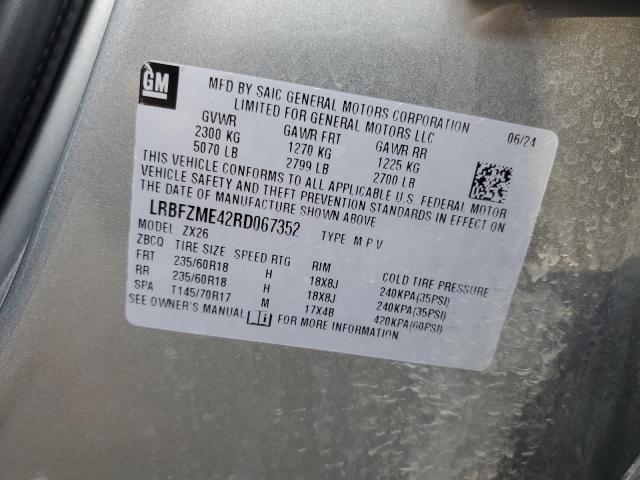 GM
MFD BY SAIC GENERAL MOTORS CORPORATION
LIMITED FOR GENERAL MOTORS LLC
06/24
GVWR GAWR FRT GAWR RR
2300 KG 1270 KG 1225 KG
5070 LB 2799 LB 2700 LB
THIS VEHICLE CONFORMS TO ALL APPLICABLE U.S. FEDERAL MOTOR
VEHICLE SAFETY AND THEFT PREVENTION STANDARDS IN EFFECT ON
THE DATE OF MANUFACTURE SHOWN ABOVE
LRBFZME42RD067352 TYPE M P V
MODEL: ZX26
ZBCQ TIRE SIZE SPEED RTG RIM COLD TIRE PRESSURE
FRT 235/60R18 H 18X8J 240KPA(35PSI)
RR 235/60R18 H 18X8J 240KPA(35PSI)
SPA T145/70R17 M 17X4B 420KPA(60PSI)
SEE OWNER'S MANUAL FOR MORE INFORMATION